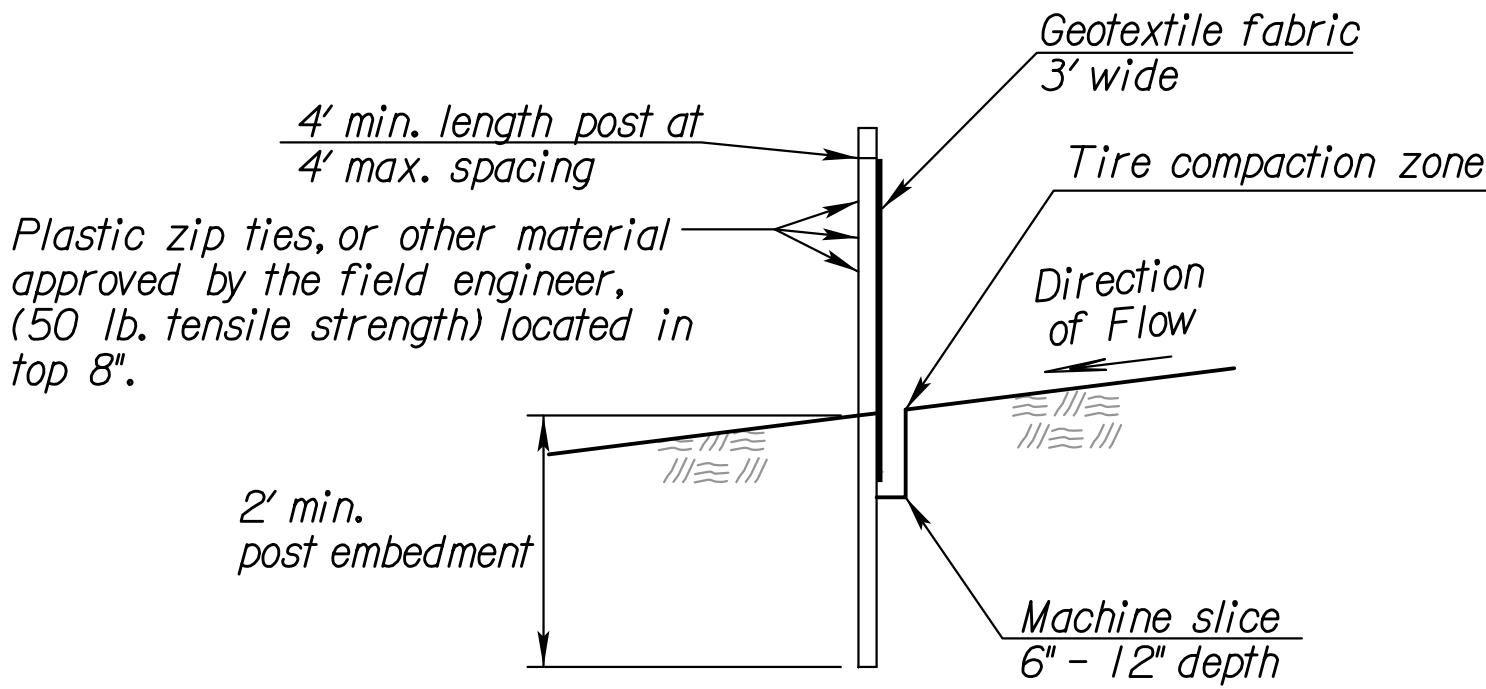 Geotextile fabric
3' wide
4' min. length post at
4' max. spacing
Tire compaction zone
Plastic zip ties, or other material
approved by the field engineer,
(50 lb. tensile strength) located in
top 8".
Direction
of Flow
2' min.
post embedment
Machine slice
6" - 12" depth